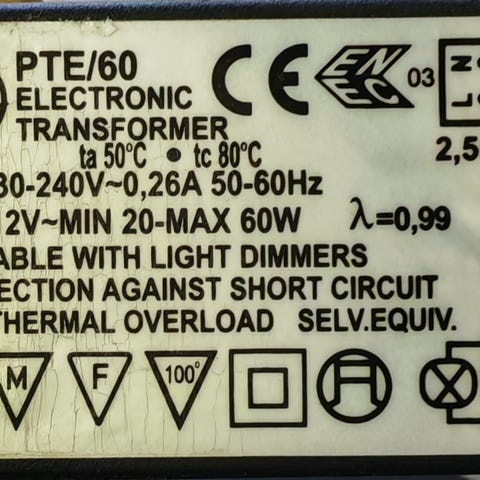 PTE/60
ELECTRONIC
TRANSFORMER
CE
ENEC
03
ta 50°C • tc 80°C
2,5
30-240V~0,26A 50-60Hz
2V~MIN 20-MAX 60W λ=0,99
ABLE WITH LIGHT DIMMERS
ECTION AGAINST SHORT CIRCUIT
THERMAL OVERLOAD SELV.EQUIV.
M F 100°